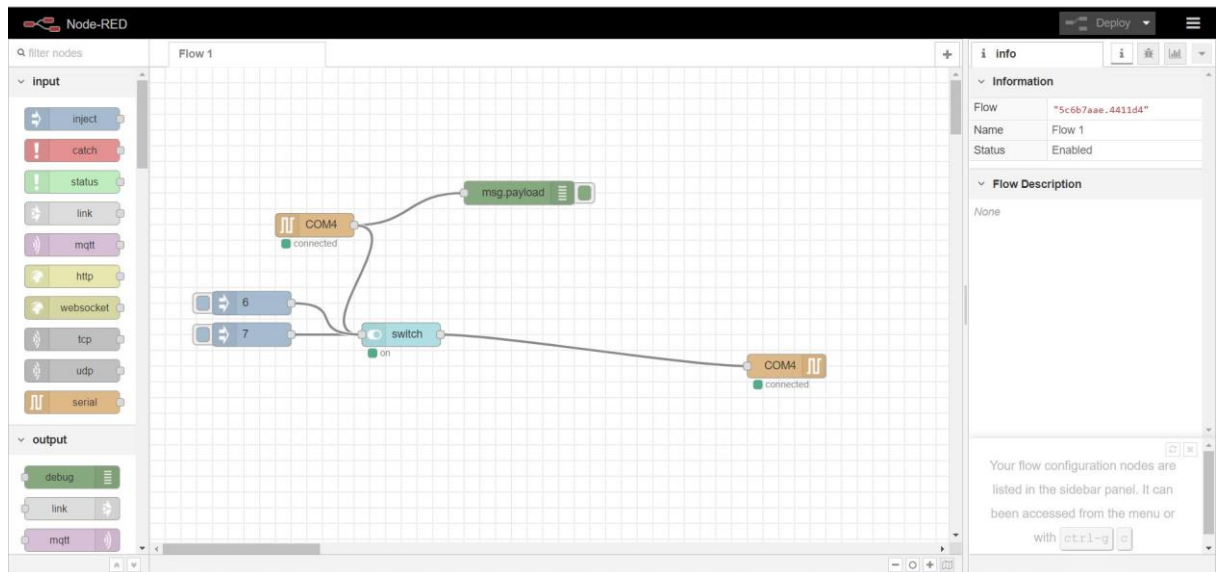 Node-RED
Deploy
filter nodes
input
inject
catch
status
link
mqtt
http
websocket
tcp
udp
serial
output
debug
link
mqtt
Flow 1
msg.payload
COM4
connected
6
7
switch
on
COM4
connected
i info
i
Information
Flow "5c6b7aae.4411d4"
Name Flow 1
Status Enabled
Flow Description
None
Your flow configuration nodes are
listed in the sidebar panel. It can
been accessed from the menu or
with ctrl-g c